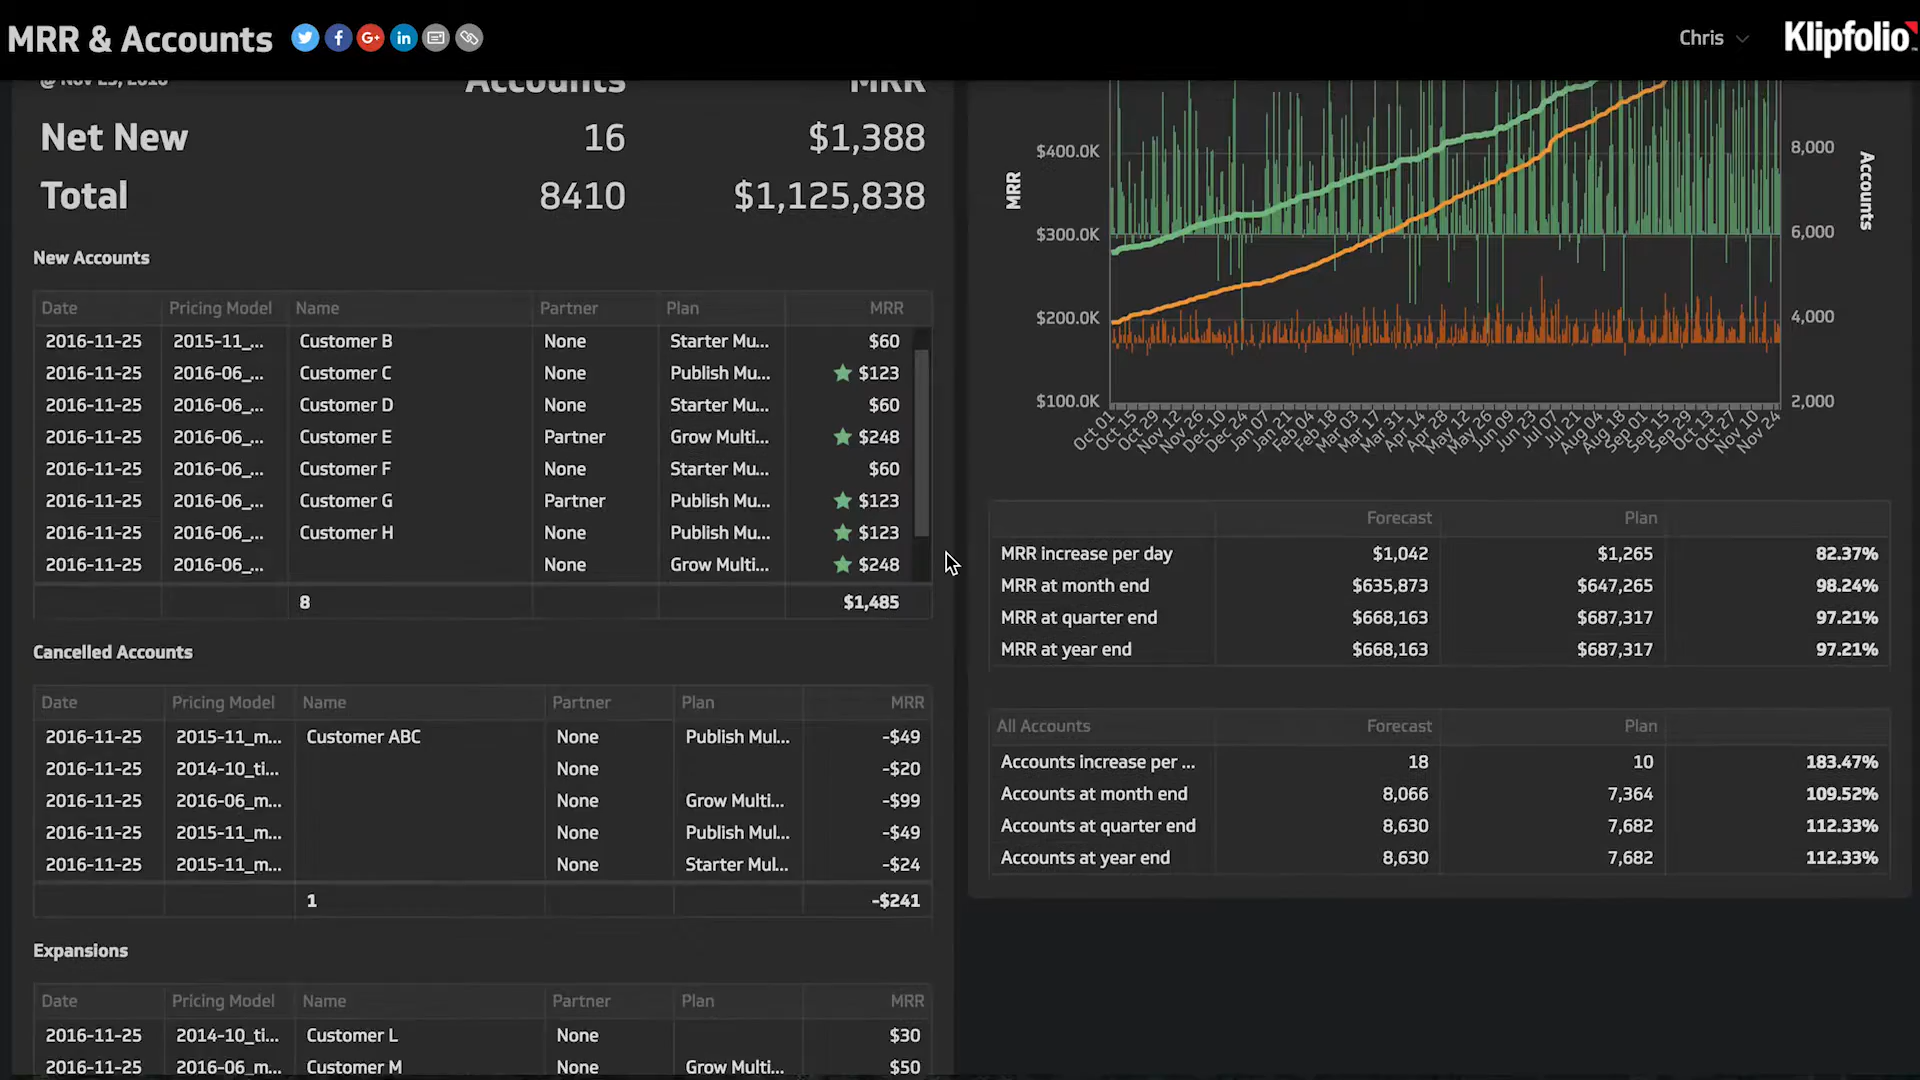 MRR & Accounts
Chris
Klipfolio
@ Nov 25, 2016 Accounts MRR
Net New 16 $1,388
Total 8410 $1,125,838
New Accounts
Date Pricing Model Name Partner Plan MRR
2016-11-25 2015-11_... Customer B None Starter Mu... $60
2016-11-25 2016-06_... Customer C None Publish Mu... $123
2016-11-25 2016-06_... Customer D None Starter Mu... $60
2016-11-25 2016-06_... Customer E Partner Grow Multi... $248
2016-11-25 2016-06_... Customer F None Starter Mu... $60
2016-11-25 2016-06_... Customer G Partner Publish Mu... $123
2016-11-25 2016-06_... Customer H None Publish Mu... $123
2016-11-25 2016-06_... None Grow Multi... $248
8 $1,485
Cancelled Accounts
Date Pricing Model Name Partner Plan MRR
2016-11-25 2015-11_m... Customer ABC None Publish Mul... -$49
2016-11-25 2014-10_ti... None -$20
2016-11-25 2016-06_m... None Grow Multi... -$99
2016-11-25 2015-11_m... None Publish Mul... -$49
2016-11-25 2015-11_m... None Starter Mul... -$24
1 -$241
Expansions
Date Pricing Model Name Partner Plan MRR
2016-11-25 2014-10_ti... Customer L None $30
2016-11-25 2016-06_m... Customer M None Grow Multi... $50
MRR
$400.0K
$300.0K
$200.0K
$100.0K
8,000
6,000
4,000
2,000
Accounts
Oct 01 Oct 15 Oct 29 Nov 12 Nov 26 Dec 10 Dec 24 Jan 07 Jan 21 Feb 04 Feb 18 Mar 03 Mar 17 Mar 31 Apr 14 Apr 28 May 12 May 26 Jun 09 Jun 23 Jul 07 Jul 21 Aug 04 Aug 18 Sep 01 Sep 15 Sep 29 Oct 13 Oct 27 Nov 10 Nov 24
Forecast Plan
MRR increase per day $1,042 $1,265 82.37%
MRR at month end $635,873 $647,265 98.24%
MRR at quarter end $668,163 $687,317 97.21%
MRR at year end $668,163 $687,317 97.21%
All Accounts Forecast Plan
Accounts increase per ... 18 10 183.47%
Accounts at month end 8,066 7,364 109.52%
Accounts at quarter end 8,630 7,682 112.33%
Accounts at year end 8,630 7,682 112.33%